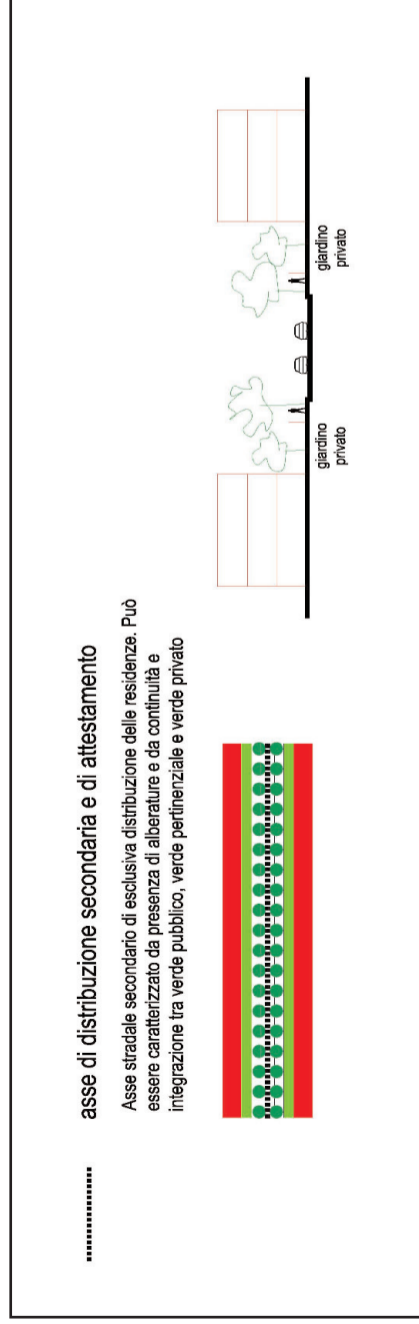 asse di distribuzione secondaria e di attestamento
Asse stradale secondario di esclusiva distribuzione delle residenze. Può
essere caratterizzato da presenza di alberature e da continuità e
integrazione tra verde pubblico, verde pertinenziale e verde privato
giardino
privato
giardino
privato